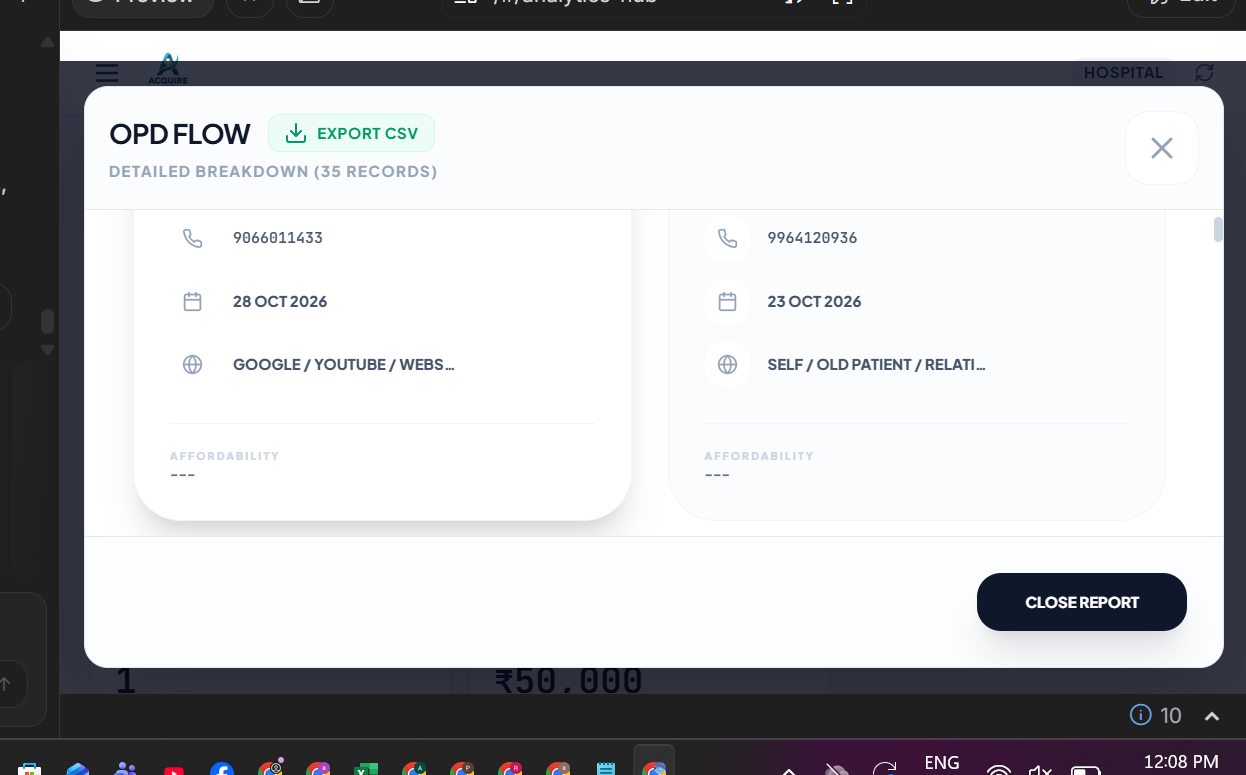 ACQUIRE
HOSPITAL
OPD FLOW
EXPORT CSV
DETAILED BREAKDOWN (35 RECORDS)
9066011433
9964120936
28 OCT 2026
23 OCT 2026
GOOGLE / YOUTUBE / WEBS...
SELF / OLD PATIENT / RELATI...
AFFORDABILITY
AFFORDABILITY
---
---
CLOSE REPORT
1
₹50,000
10
ENG
12:08 PM